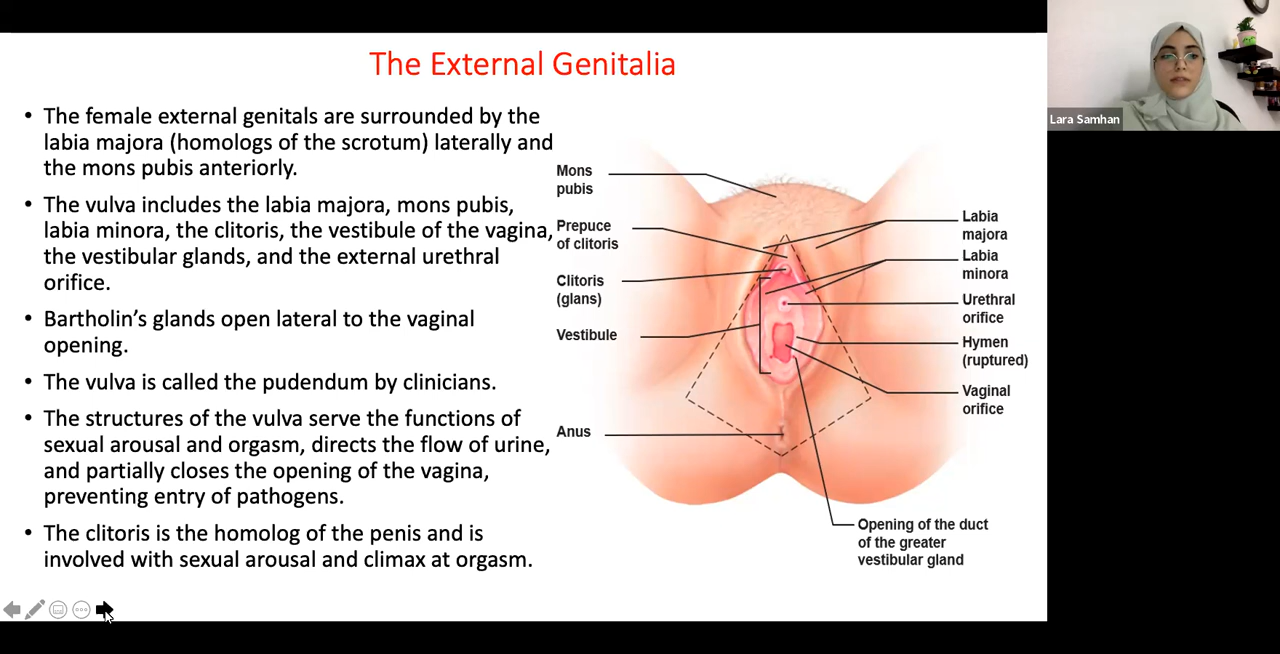 The External Genitalia
• The female external genitals are surrounded by the
labia majora (homologs of the scrotum) laterally and
the mons pubis anteriorly.
• The vulva includes the labia majora, mons pubis,
labia minora, the clitoris, the vestibule of the vagina,
the vestibular glands, and the external urethral
orifice.
• Bartholin’s glands open lateral to the vaginal
opening.
• The vulva is called the pudendum by clinicians.
• The structures of the vulva serve the functions of
sexual arousal and orgasm, directs the flow of urine,
and partially closes the opening of the vagina,
preventing entry of pathogens.
• The clitoris is the homolog of the penis and is
involved with sexual arousal and climax at orgasm.
Mons
pubis
Prepuce
of clitoris
Clitoris
(glans)
Vestibule
Anus
Labia
majora
Labia
minora
Urethral
orifice
Hymen
(ruptured)
Vaginal
orifice
Opening of the duct
of the greater
vestibular gland
Lara Samhan